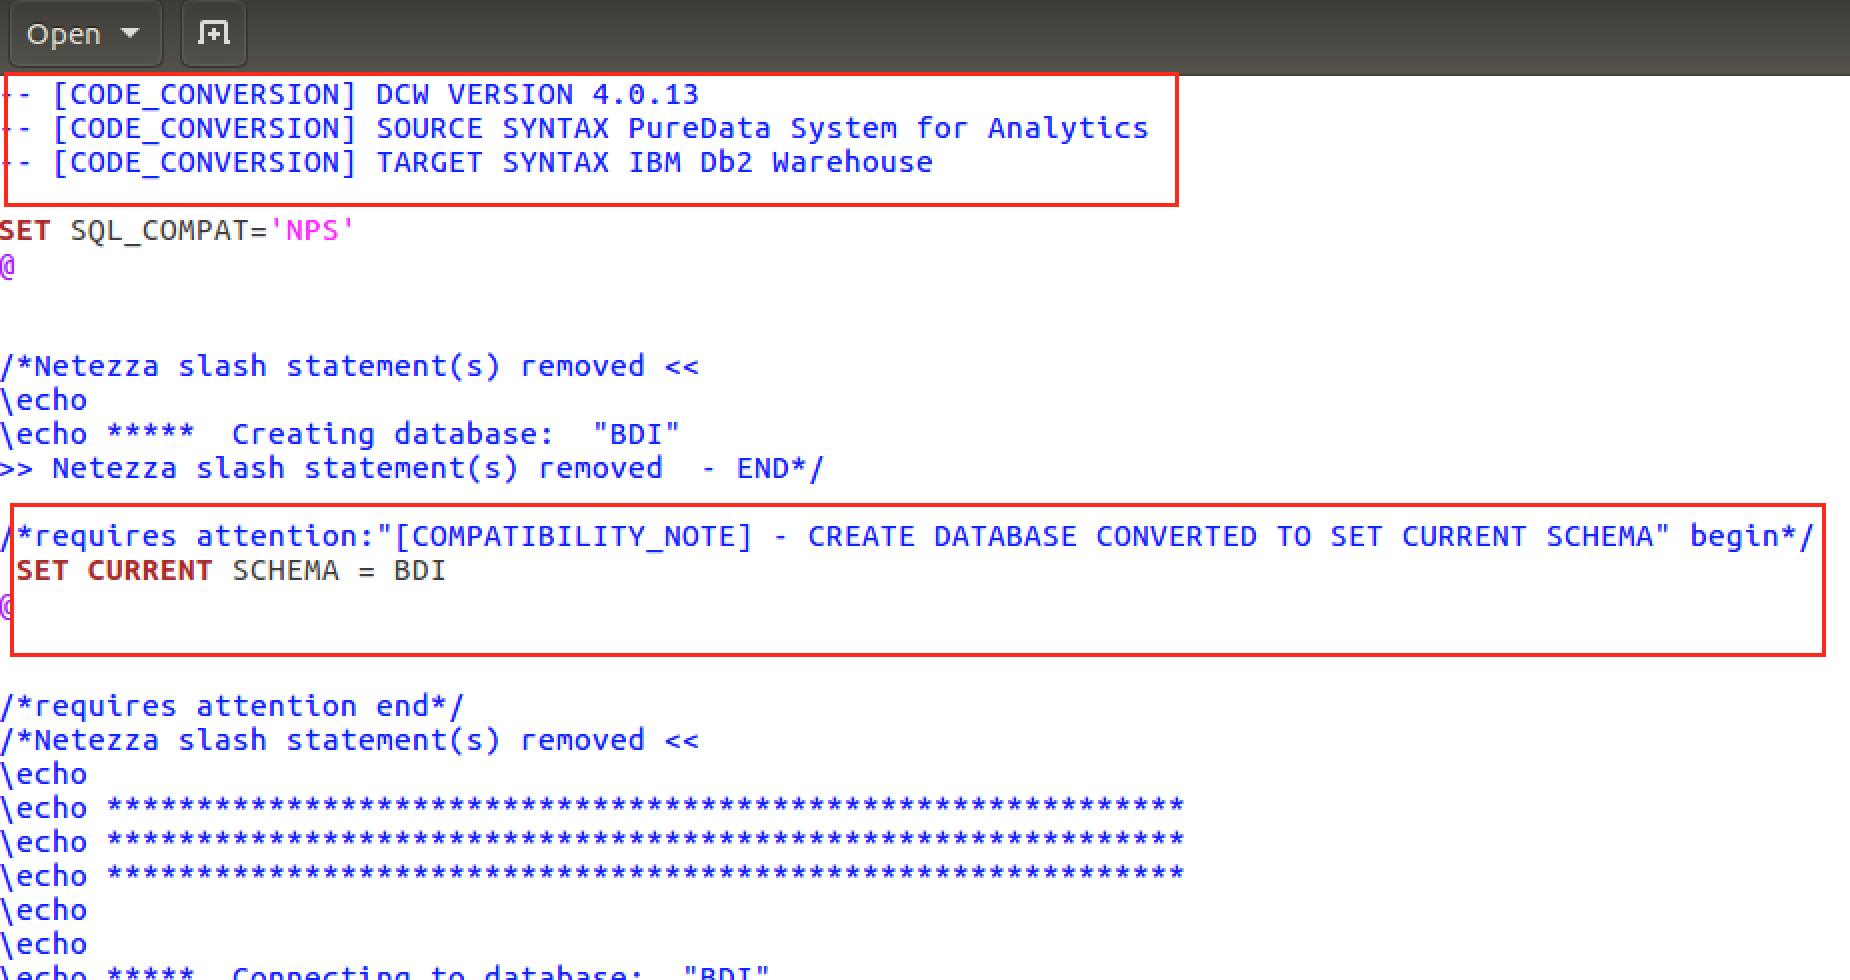 Open
-- [CODE_CONVERSION] DCW VERSION 4.0.13
-- [CODE_CONVERSION] SOURCE SYNTAX PureData System for Analytics
-- [CODE_CONVERSION] TARGET SYNTAX IBM Db2 Warehouse
SET SQL_COMPAT='NPS'
@
/*Netezza slash statement(s) removed <<
\echo
\echo *****  Creating database:  "BDI"
>> Netezza slash statement(s) removed  - END*/
/*requires attention:"[COMPATIBILITY_NOTE] - CREATE DATABASE CONVERTED TO SET CURRENT SCHEMA" begin*/
SET CURRENT SCHEMA = BDI
@
/*requires attention end*/
/*Netezza slash statement(s) removed <<
\echo
\echo ************************************************************
\echo ************************************************************
\echo ************************************************************
\echo
\echo
\echo *****  Connecting to database:  "BDI"